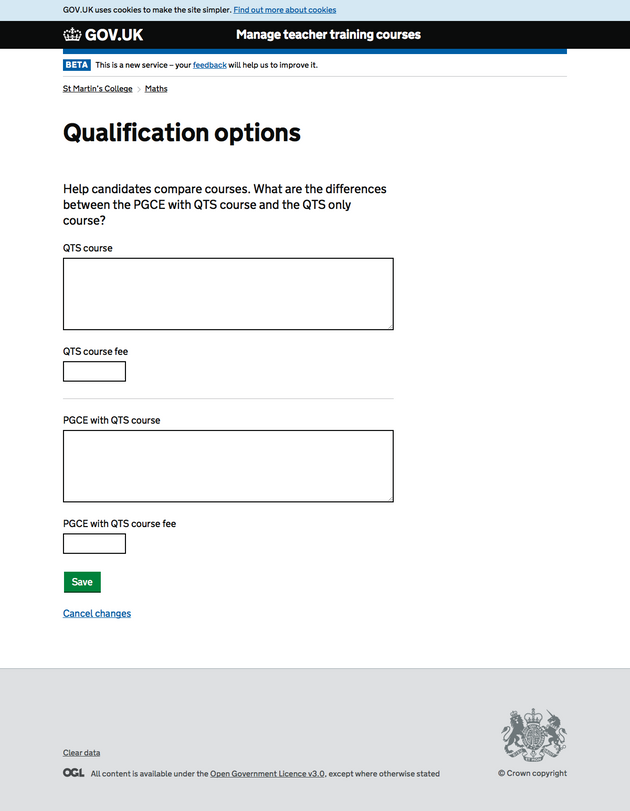 GOV.UK uses cookies to make the site simpler. Find out more about cookies
GOV.UK Manage teacher training courses
BETA This is a new service – your feedback will help us to improve it.
St Martin's College > Maths
Qualification options
Help candidates compare courses. What are the differences
between the PGCE with QTS course and the QTS only
course?
QTS course
QTS course fee
PGCE with QTS course
PGCE with QTS course fee
Save
Cancel changes
Clear data
OGL All content is available under the Open Government Licence v3.0, except where otherwise stated
© Crown copyright